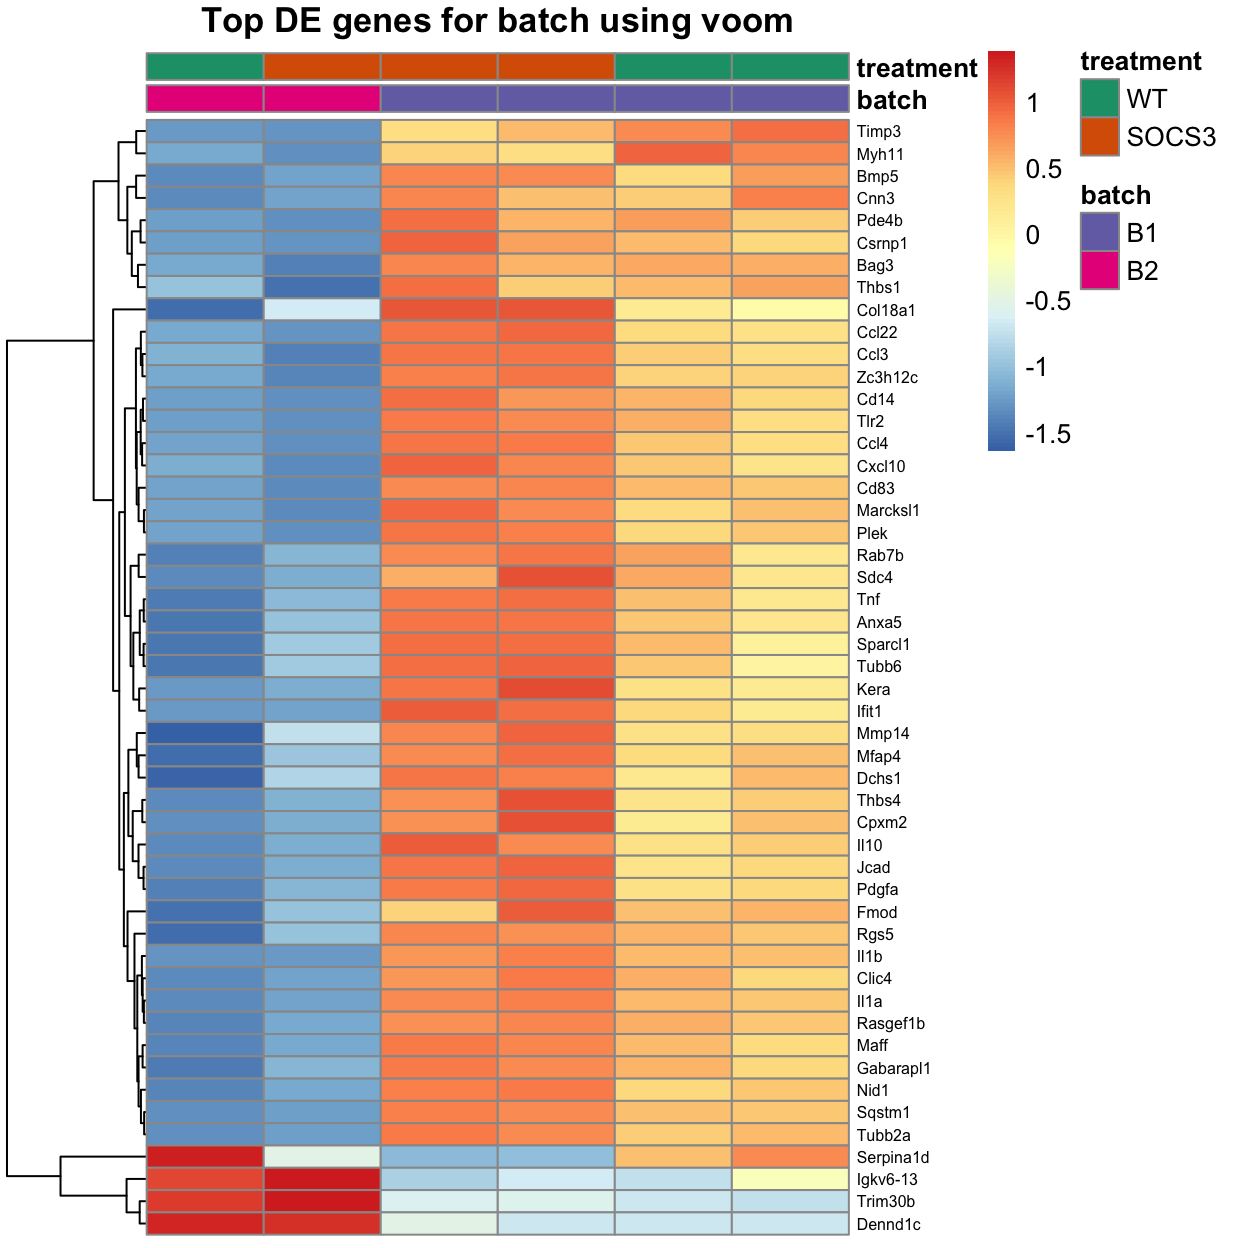 Top DE genes for batch using voom
treatment
batch
Timp3
Myh11
Bmp5
Cnn3
Pde4b
Csrnp1
Bag3
Thbs1
Col18a1
Ccl22
Ccl3
Zc3h12c
Cd14
Tlr2
Ccl4
Cxcl10
Cd83
Marcksl1
Plek
Rab7b
Sdc4
Tnf
Anxa5
Sparcl1
Tubb6
Kera
Ifit1
Mmp14
Mfap4
Dchs1
Thbs4
Cpxm2
Il10
Jcad
Pdgfa
Fmod
Rgs5
Il1b
Clic4
Il1a
Rasgef1b
Maff
Gabarapl1
Nid1
Sqstm1
Tubb2a
Serpina1d
Igkv6-13
Trim30b
Dennd1c
1
0.5
0
-0.5
-1
-1.5
treatment
WT
SOCS3
batch
B1
B2